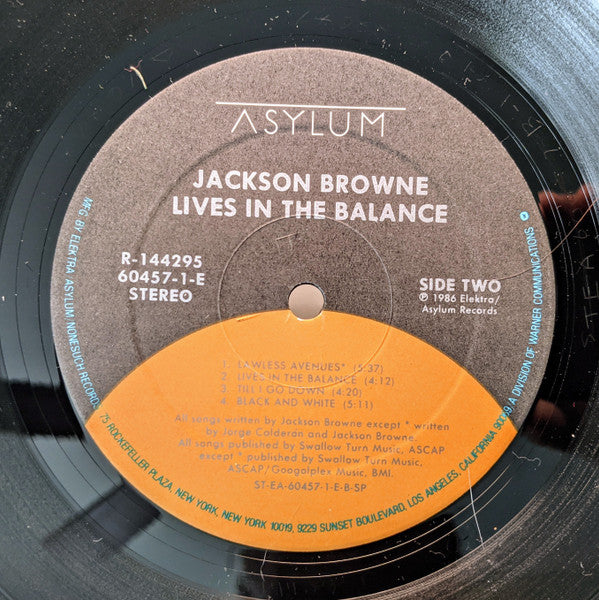 ASYLUM
JACKSON BROWNE
LIVES IN THE BALANCE
R-144295
60457-1-E
STEREO
SIDE TWO
℗ 1986 Elektra/
Asylum Records
1. LAWLESS AVENUES* (5:37)
2. LIVES IN THE BALANCE (4:12)
3. TILL I GO DOWN (4:20)
4. BLACK AND WHITE (5:11)
All songs written by Jackson Browne except * written
by Jorge Calderón and Jackson Browne.
All songs published by Swallow Turn Music, ASCAP
except * published by Swallow Turn Music,
ASCAP/Googolplex Music, BMI.
ST-EA-60457-1-E-B-SP
MFG. BY ELEKTRA ASYLUM NONESUCH RECORDS, 75 ROCKEFELLER PLAZA, NEW YORK, NEW YORK 10019, 9229 SUNSET BOULEVARD, LOS ANGELES, CALIFORNIA 90069. A DIVISION OF WARNER COMMUNICATIONS